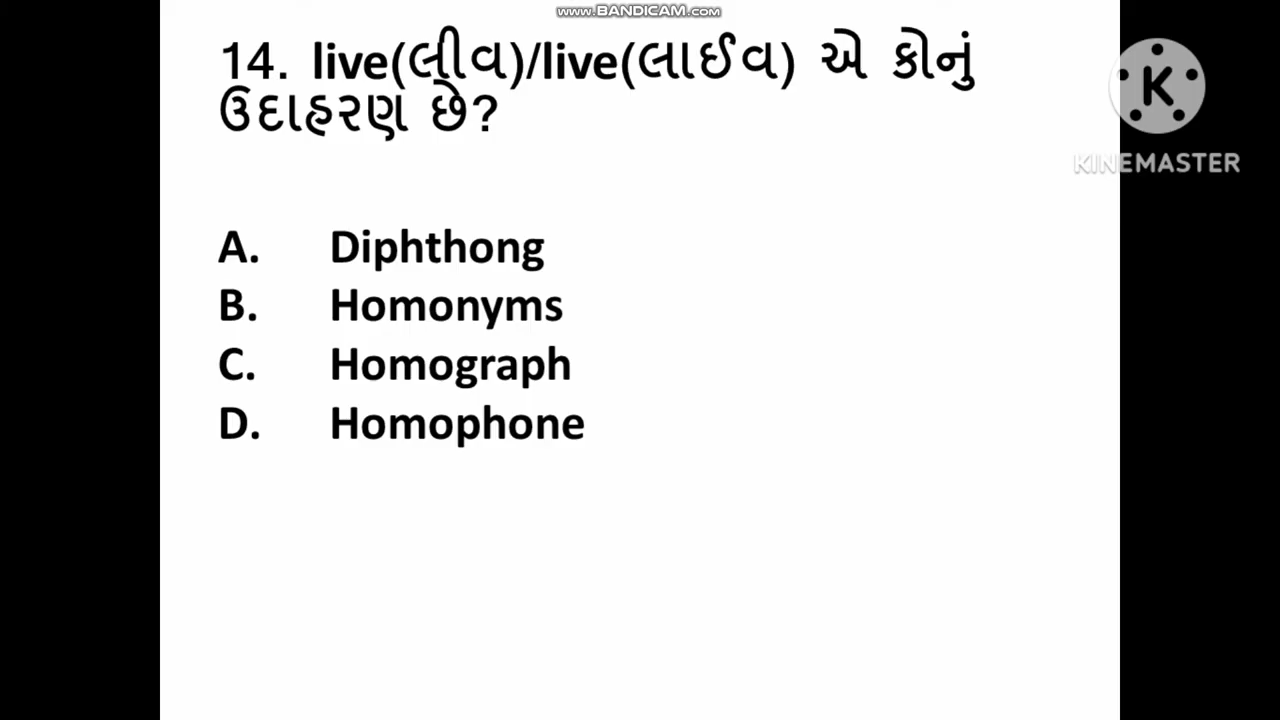 www.BANDICAM.com
14. live(લીવ)/live(લાઈવ) એ કોનું
ઉદાહરણ છે?
K
KINEMASTER
A. Diphthong
B. Homonyms
C. Homograph
D. Homophone